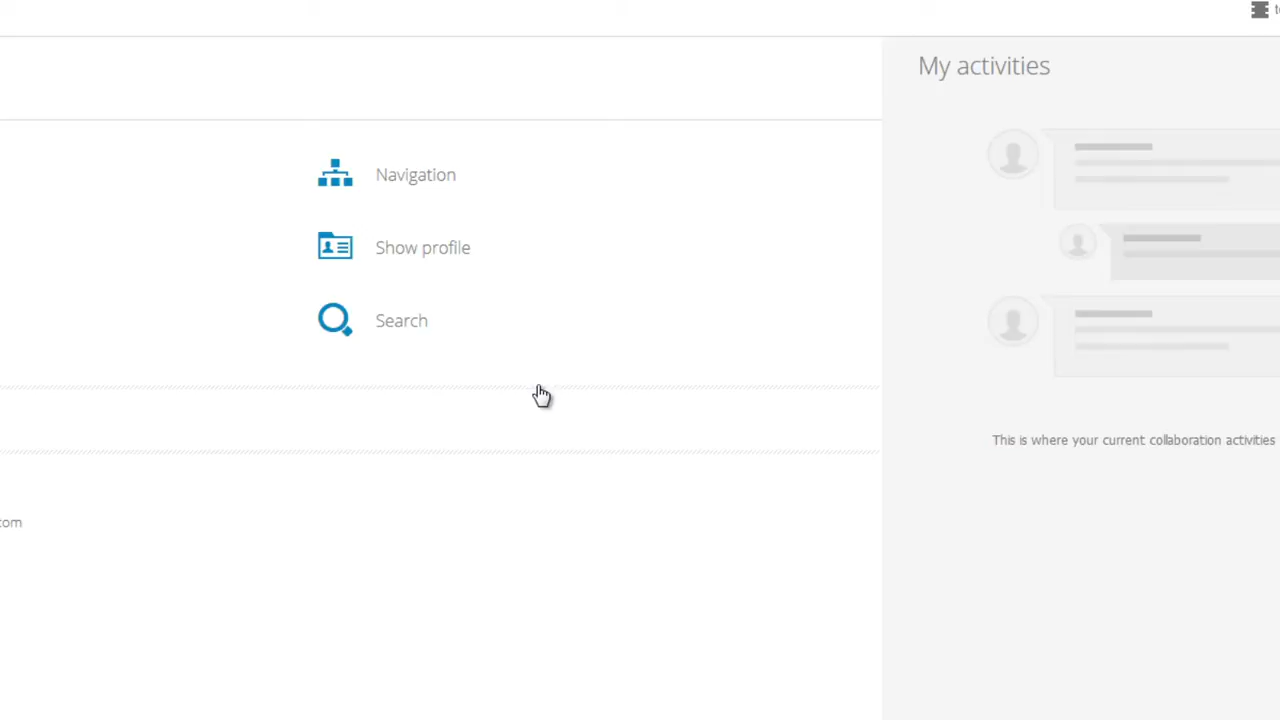 My activities
Navigation
Show profile
Search
This is where your current collaboration activities
com